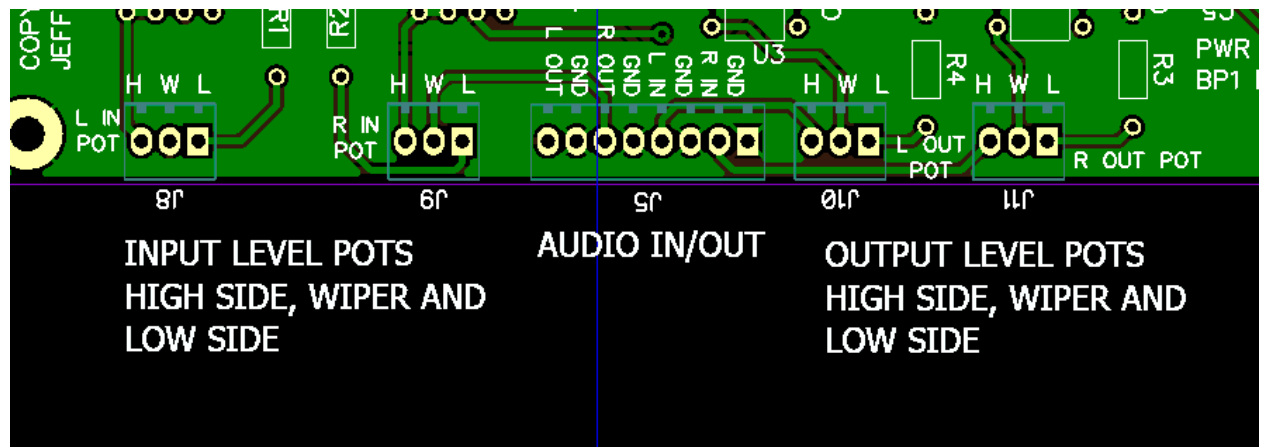 COPY
JEFF
R1
R2
L
R
OUT
GND
OUT
GND
L IN
GND
R IN
GND
U3
R4
R3
C5
PWR
BP1
H W L
H W L
H W L
H W L
L IN
POT
R IN
POT
L OUT
POT
R OUT POT
J8
J9
J5
J10
J11
INPUT LEVEL POTS
HIGH SIDE, WIPER AND
LOW SIDE
AUDIO IN/OUT
OUTPUT LEVEL POTS
HIGH SIDE, WIPER AND
LOW SIDE